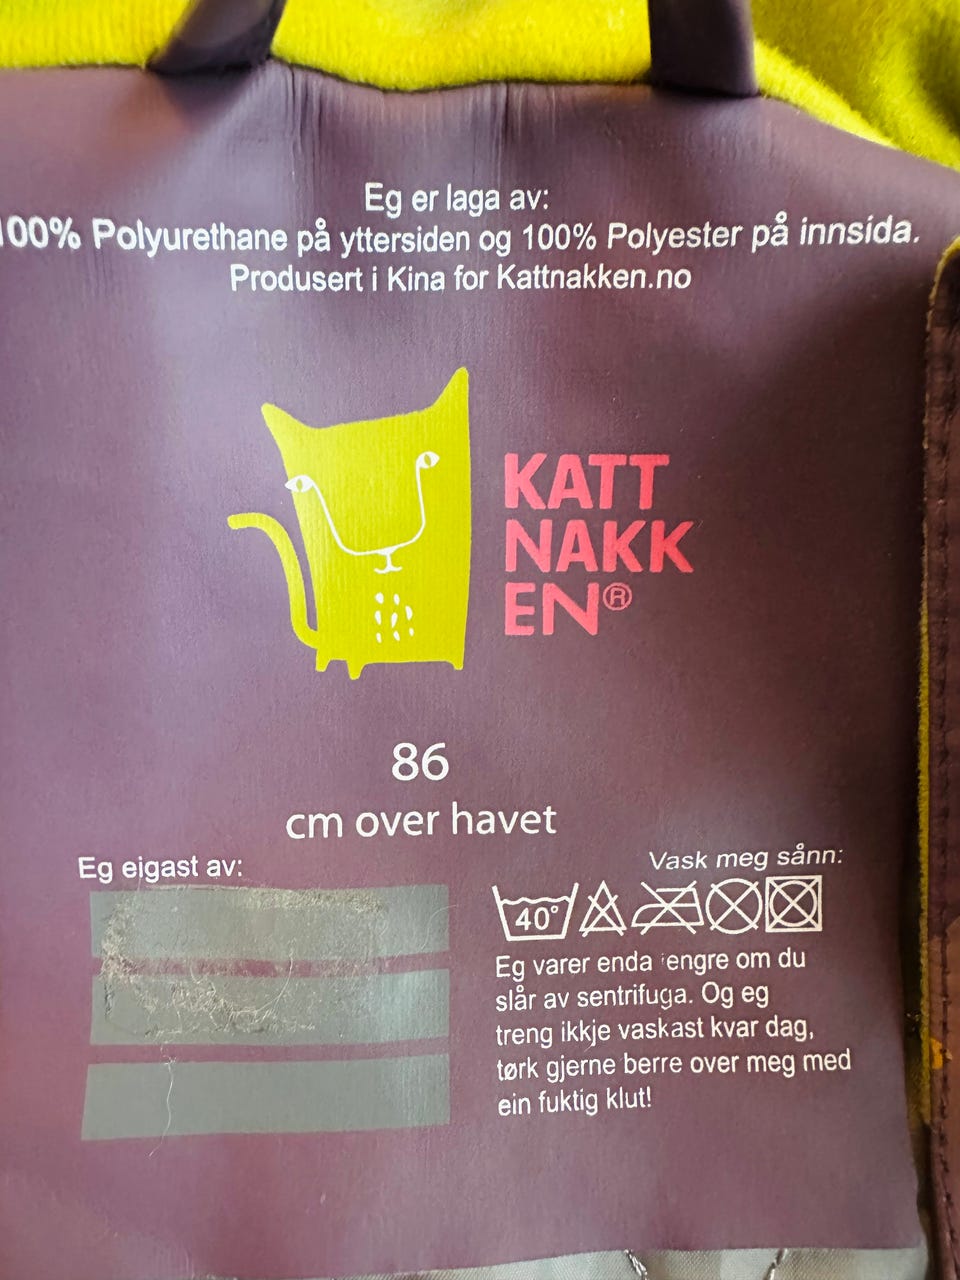 Eg er laga av:
100% Polyurethane på yttersiden og 100% Polyester på innsida.
Produsert i Kina for Kattnakken.no
KATT
NAKK
EN®
86
cm over havet
Eg eigast av:
Vask meg sånn:
40°
Eg varer enda lengre om du
slår av sentrifuga. Og eg
treng ikkje vaskast kvar dag,
tørk gjerne berre over meg med
ein fuktig klut!